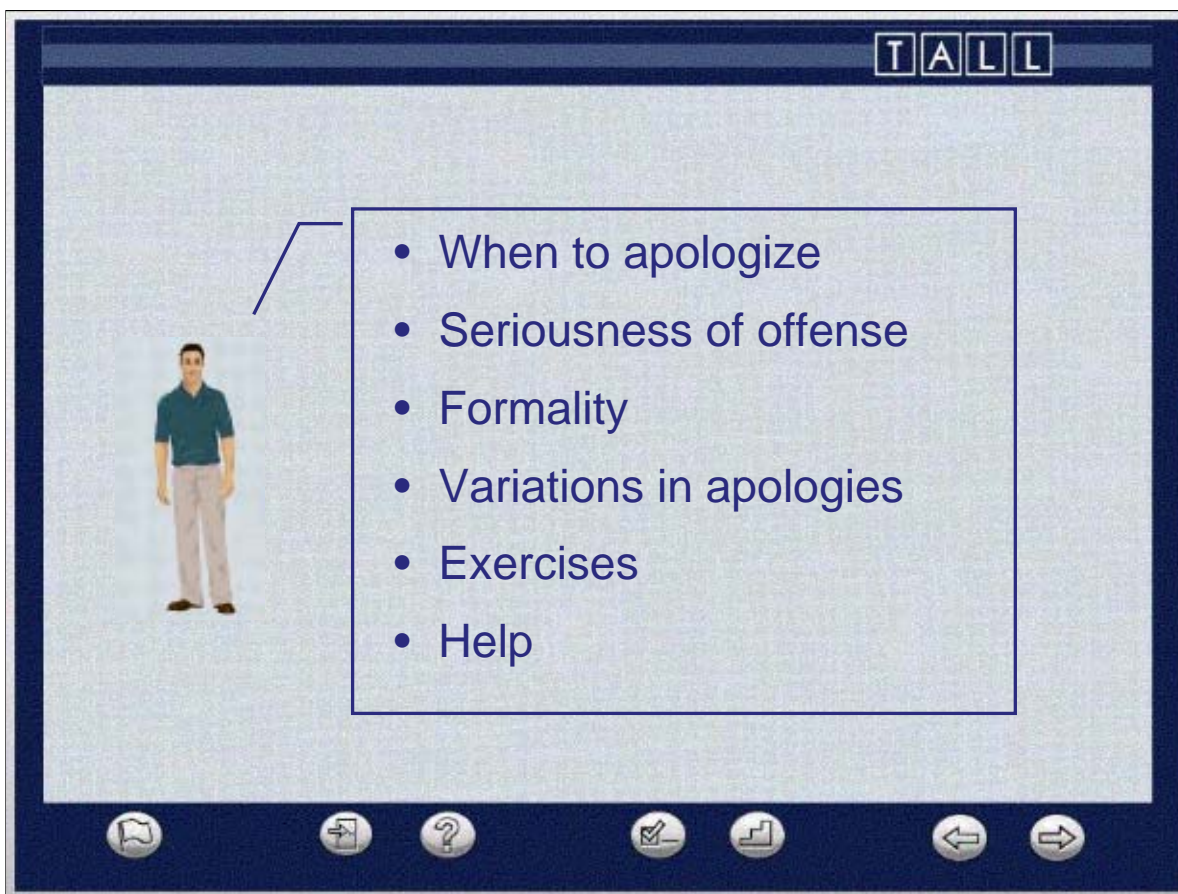 TALL
• When to apologize
• Seriousness of offense
• Formality
• Variations in apologies
• Exercises
• Help
?